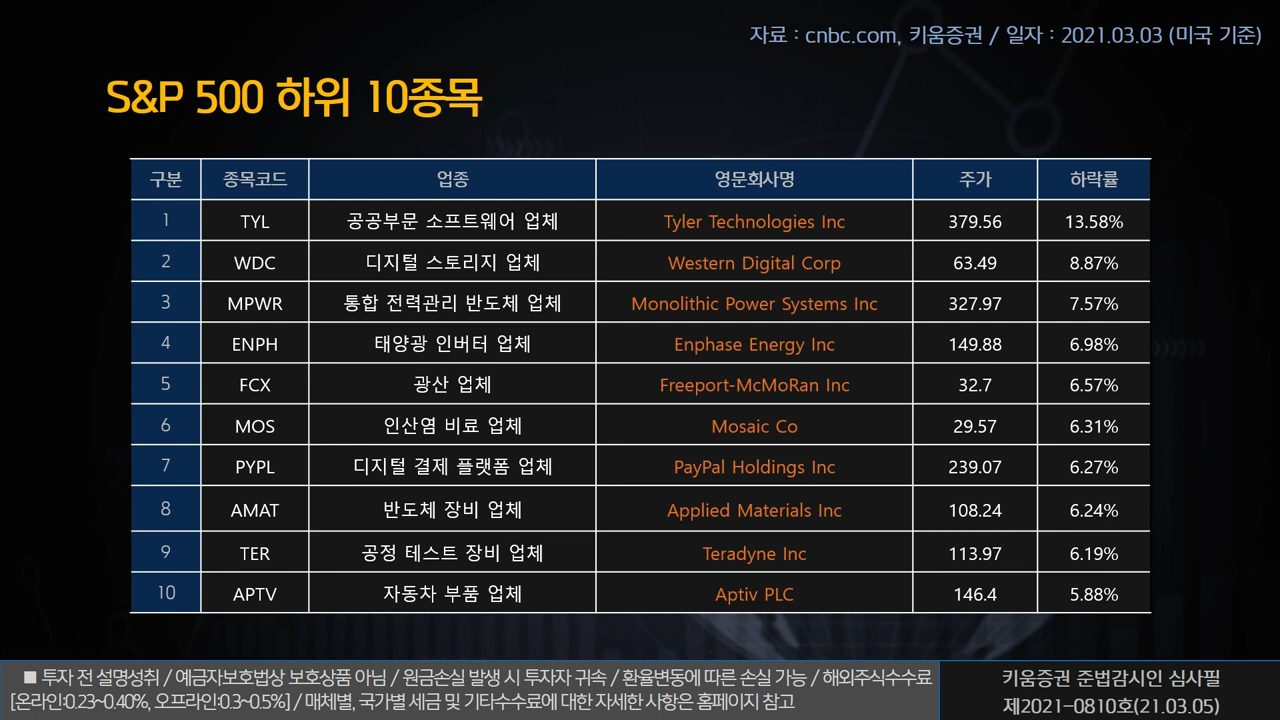 자료 : cnbc.com, 키움증권 / 일자 : 2021.03.03 (미국 기준)
S&P 500 하위 10종목
구분 종목코드 업종 영문회사명 주가 하락률
1 TYL 공공부문 소프트웨어 업체 Tyler Technologies Inc 379.56 13.58%
2 WDC 디지털 스토리지 업체 Western Digital Corp 63.49 8.87%
3 MPWR 통합 전력관리 반도체 업체 Monolithic Power Systems Inc 327.97 7.57%
4 ENPH 태양광 인버터 업체 Enphase Energy Inc 149.88 6.98%
5 FCX 광산 업체 Freeport-McMoRan Inc 32.7 6.57%
6 MOS 인산염 비료 업체 Mosaic Co 29.57 6.31%
7 PYPL 디지털 결제 플랫폼 업체 PayPal Holdings Inc 239.07 6.27%
8 AMAT 반도체 장비 업체 Applied Materials Inc 108.24 6.24%
9 TER 공정 테스트 장비 업체 Teradyne Inc 113.97 6.19%
10 APTV 자동차 부품 업체 Aptiv PLC 146.4 5.88%
■ 투자 전 설명성취 / 예금자보호법상 보호상품 아님 / 원금손실 발생 시 투자자 귀속 / 환율변동에 따른 손실 가능 / 해외주식수수료
[온라인:0.23~0.40%, 오프라인:0.3~0.5%] / 매체별, 국가별 세금 및 기타수수료에 대한 자세한 사항은 홈페이지 참고
키움증권 준법감시인 심사필
제2021-0810호(21.03.05)